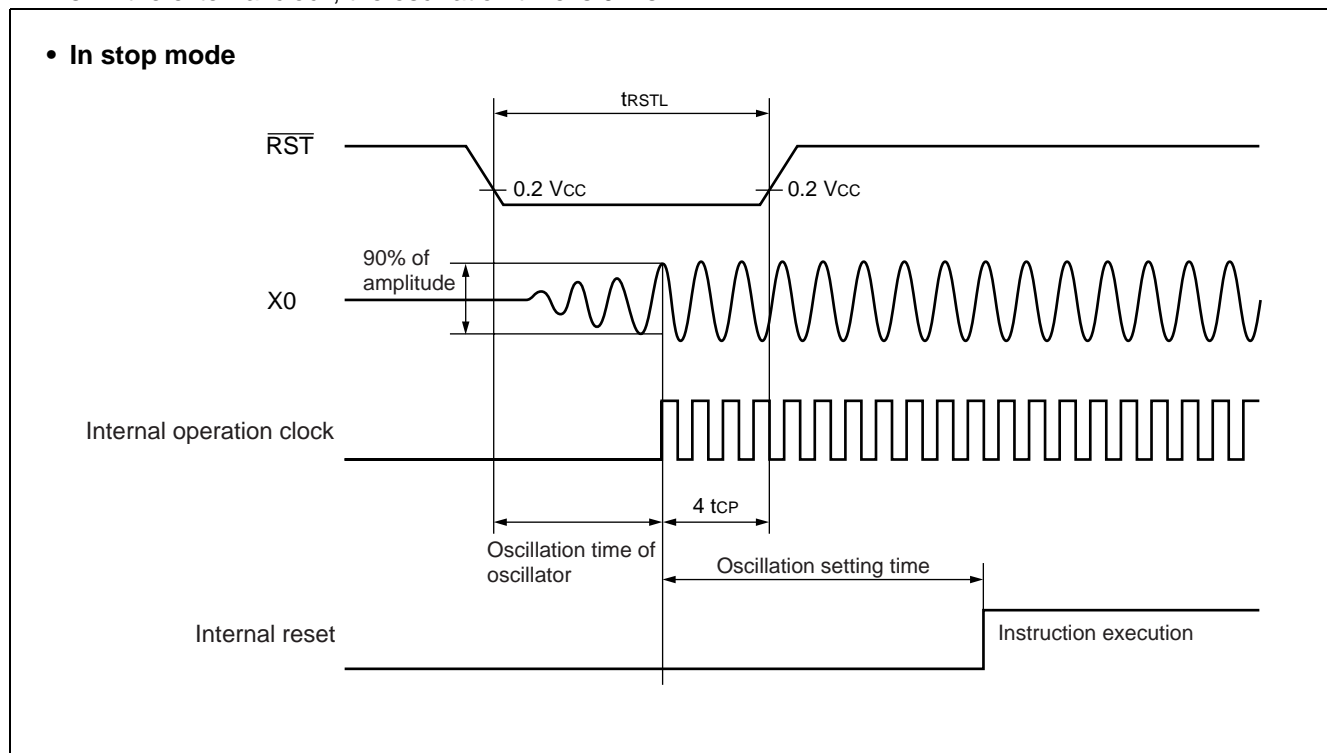 • In stop mode
tRSTL
RST
0.2 VCC
0.2 VCC
90% of
amplitude
X0
Internal operation clock
4 tCP
Oscillation time of
oscillator
Oscillation setting time
Internal reset
Instruction execution